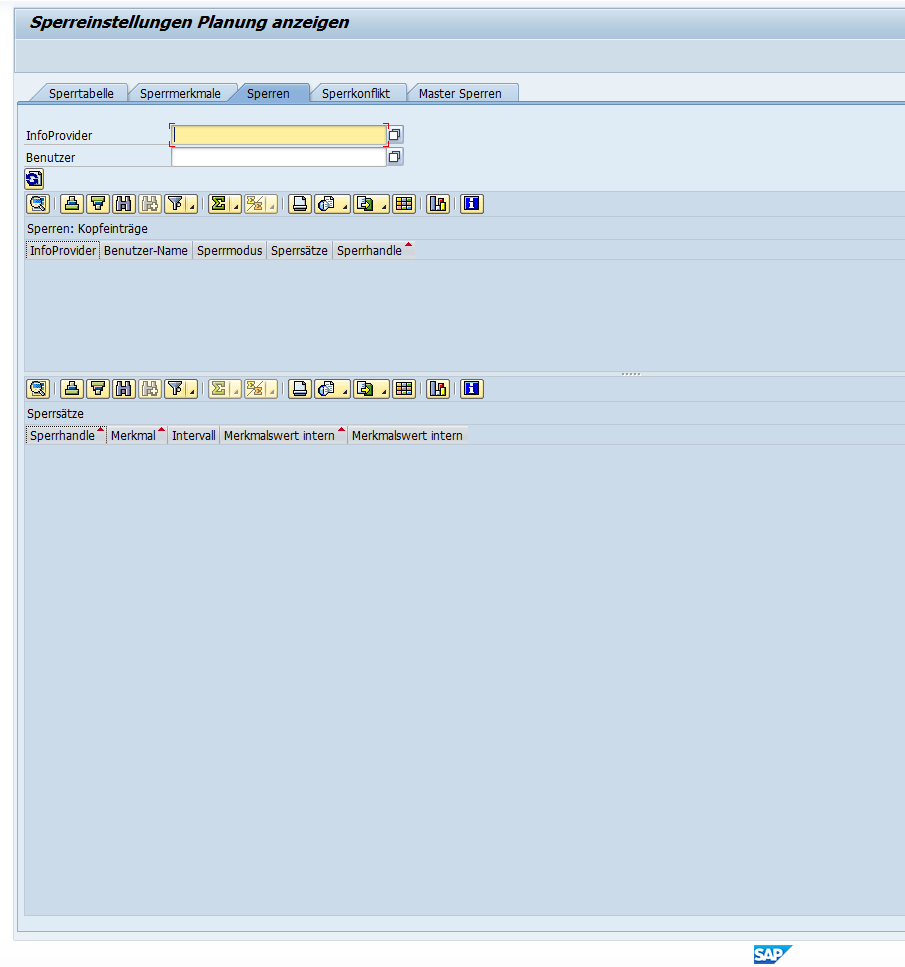 Sperreinstellungen Planung anzeigen
Sperrtabelle Sperrmerkmale Sperren Sperrkonflikt Master Sperren
InfoProvider
Benutzer
Sperren: Kopfeinträge
InfoProvider Benutzer-Name Sperrmodus Sperrsätze Sperrhandle
Sperrsätze
Sperrhandle Merkmal Intervall Merkmalswert intern Merkmalswert intern
SAP